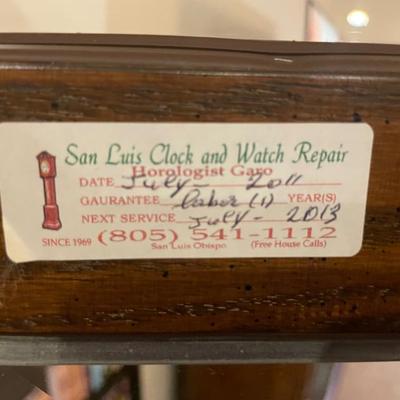 San Luis Clock and Watch Repair
Horologist Garo
DATE July - 2011
GAURANTEE Labor (1) YEAR(S)
NEXT SERVICE July - 2013
SINCE 1969 (805) 541-1112
San Luis Obispo (Free House Calls)